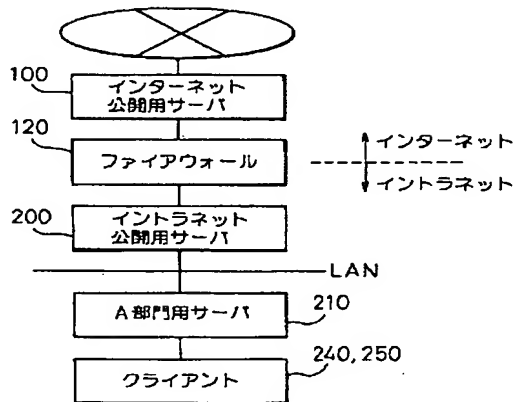 100
インターネット
公開用サーバ
120
ファイアウォール
インターネット
イントラネット
200
イントラネット
公開用サーバ
LAN
A部門用サーバ
210
クライアント
240,250